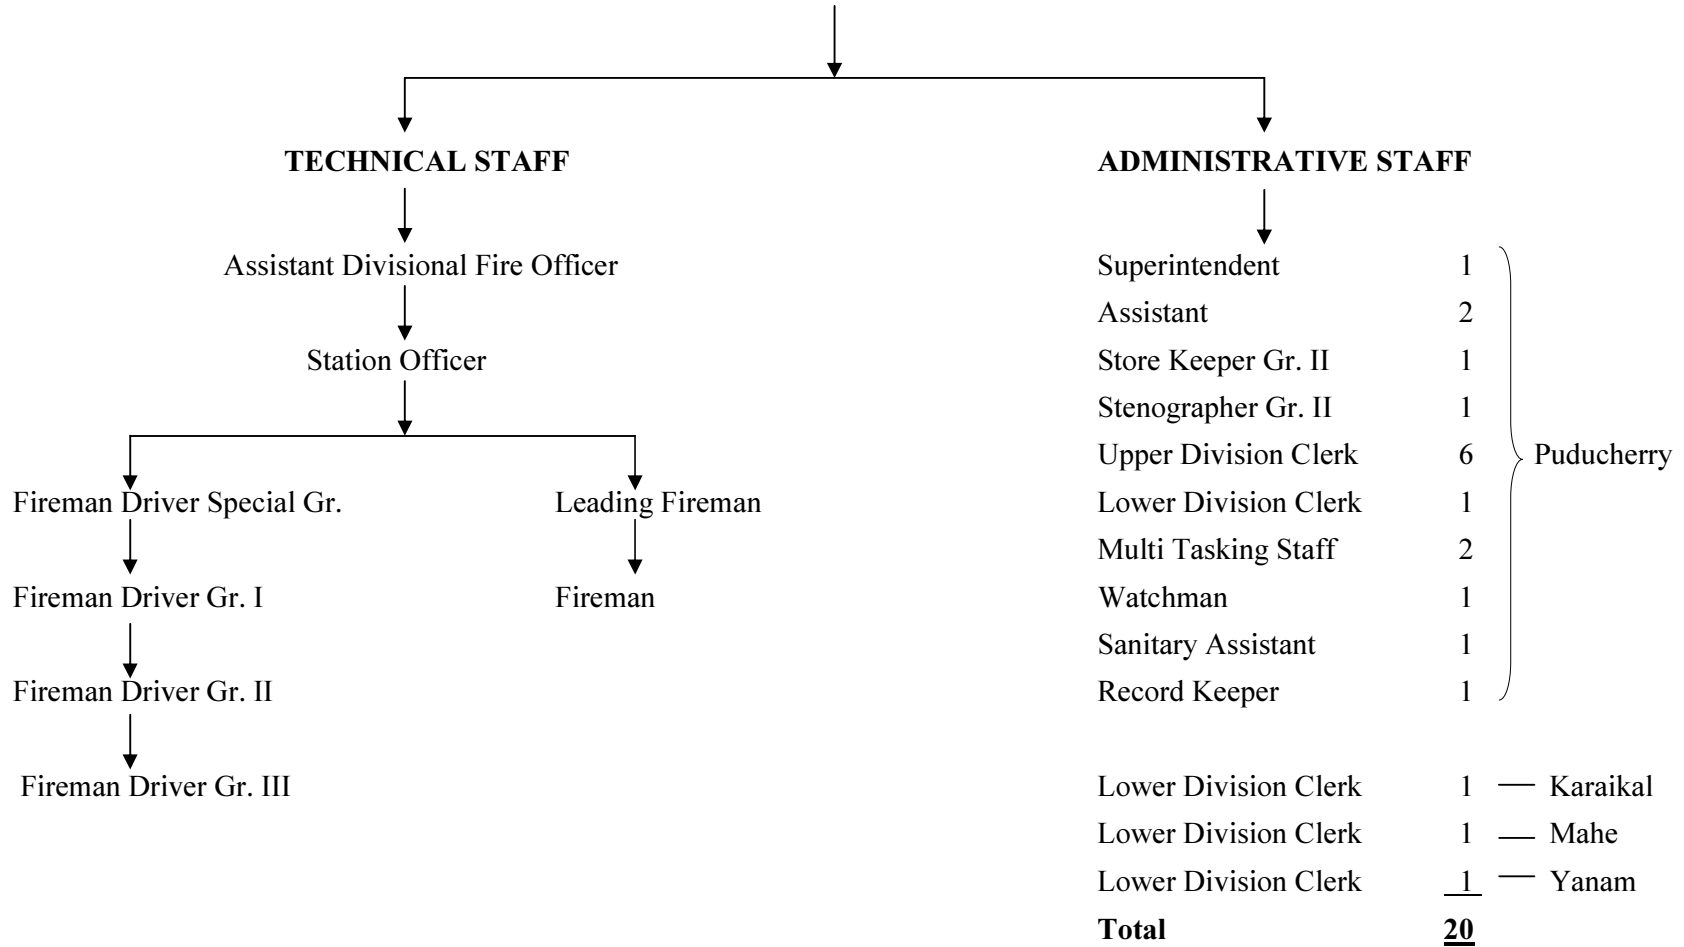 TECHNICAL STAFF
Assistant Divisional Fire Officer
Station Officer
Fireman Driver Special Gr.
Leading Fireman
Fireman Driver Gr. I
Fireman
Fireman Driver Gr. II
Fireman Driver Gr. III
ADMINISTRATIVE STAFF
Superintendent 1
Assistant 2
Store Keeper Gr. II 1
Stenographer Gr. II 1
Upper Division Clerk 6 Puducherry
Lower Division Clerk 1
Multi Tasking Staff 2
Watchman 1
Sanitary Assistant 1
Record Keeper 1
Lower Division Clerk 1 — Karaikal
Lower Division Clerk 1 — Mahe
Lower Division Clerk 1 — Yanam
Total 20